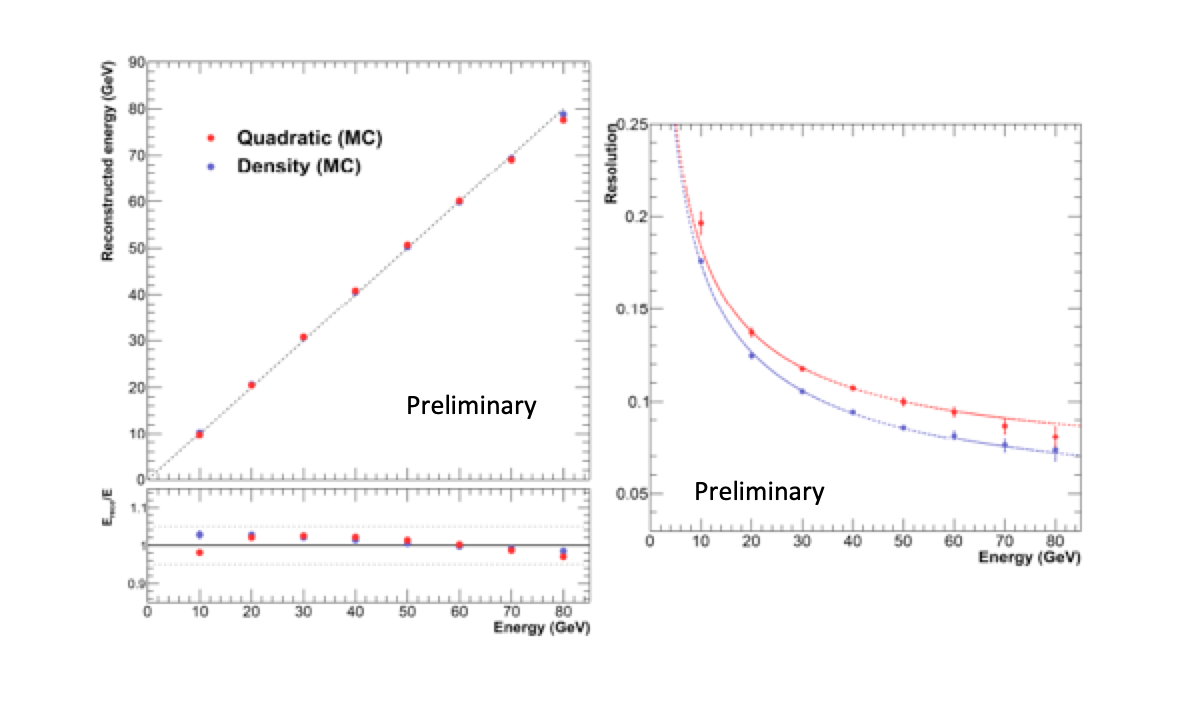 Reconstructed energy (GeV)
90
80
70
60
50
40
30
20
10
0
Quadratic (MC)
Density (MC)
Preliminary
1.1
1
0.9
0 10 20 30 40 50 60 70 80
Energy (GeV)
Resolution
0.25
0.2
0.15
0.1
0.05
Preliminary
0 10 20 30 40 50 60 70 80
Energy (GeV)